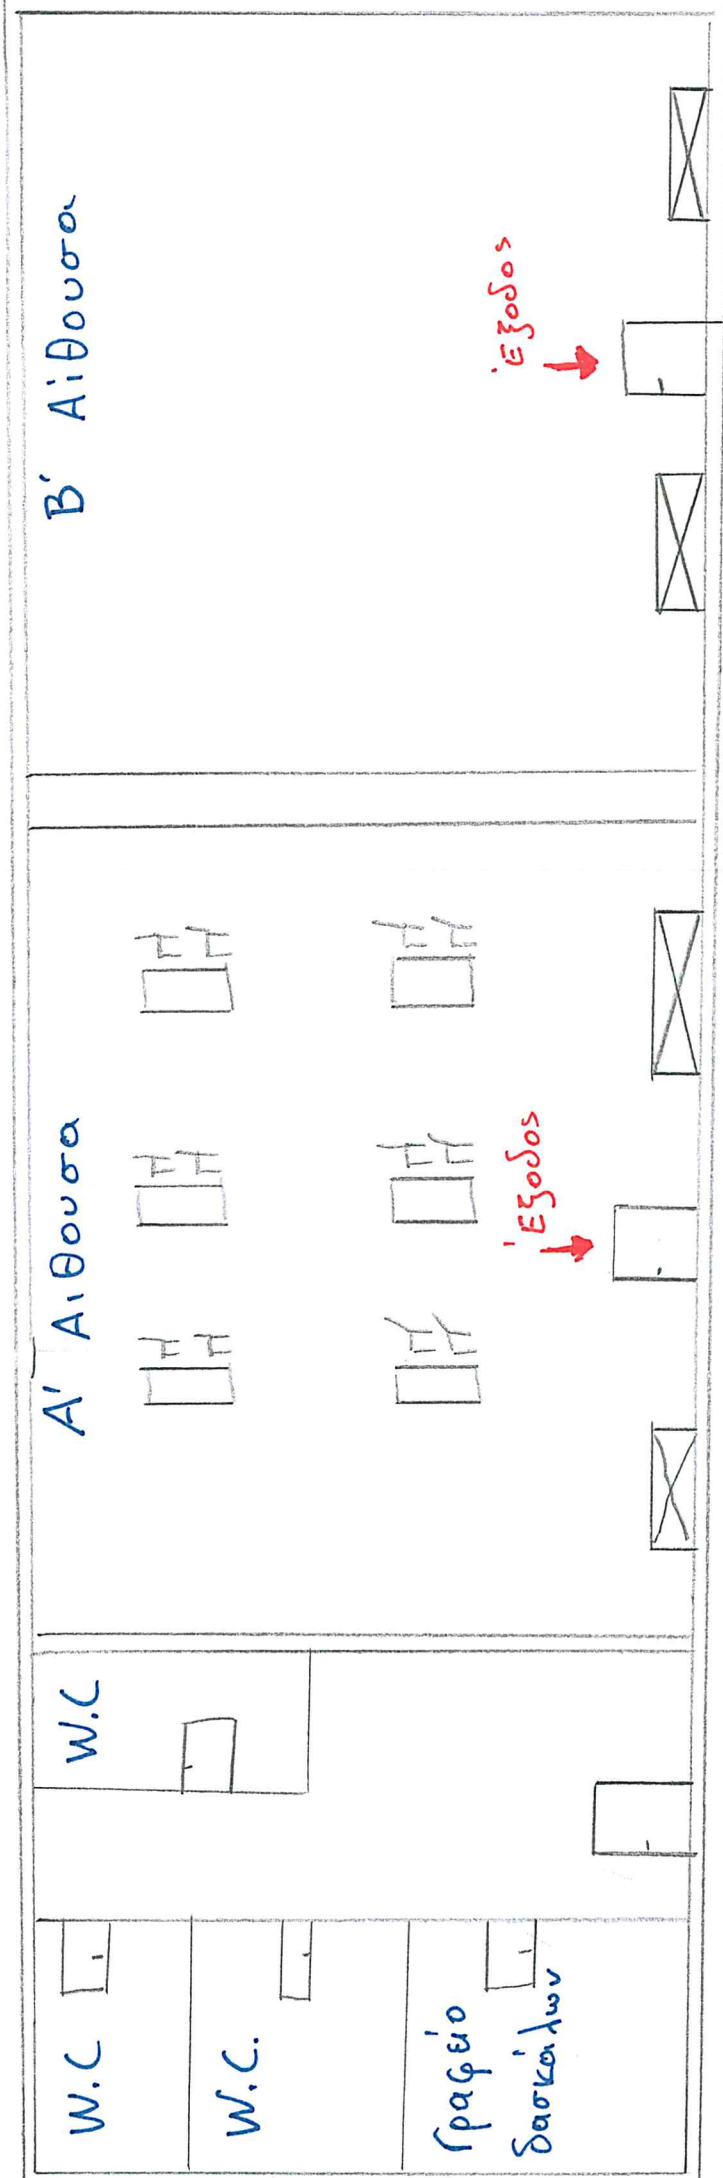 W.C
W.C.
Γραφείο
δασκάλων
W.C
Α' Αιθουσα
Έξοδος
Β' Αίθουσα
Έξοδος